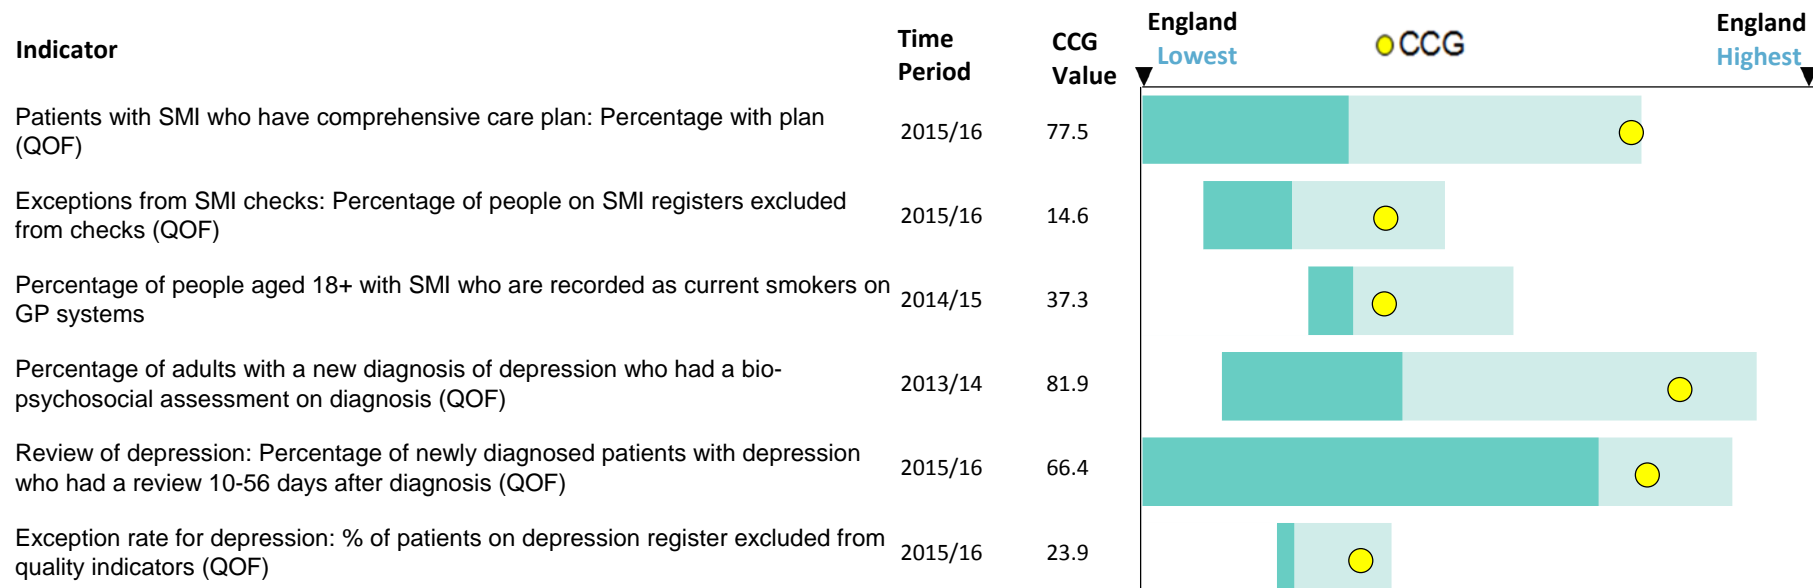 Indicator
Time
Period
CCG
Value
England
Lowest
CCG
England
Highest
Patients with SMI who have comprehensive care plan: Percentage with plan
(QOF)
2015/16
77.5
Exceptions from SMI checks: Percentage of people on SMI registers excluded
from checks (QOF)
2015/16
14.6
Percentage of people aged 18+ with SMI who are recorded as current smokers on
GP systems
2014/15
37.3
Percentage of adults with a new diagnosis of depression who had a bio-
psychosocial assessment on diagnosis (QOF)
2013/14
81.9
Review of depression: Percentage of newly diagnosed patients with depression
who had a review 10-56 days after diagnosis (QOF)
2015/16
66.4
Exception rate for depression: % of patients on depression register excluded from
quality indicators (QOF)
2015/16
23.9